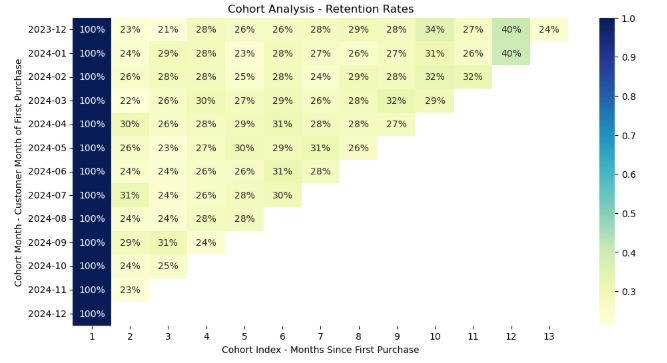 Cohort Analysis - Retention Rates
Cohort Month - Customer Month of First Purchase
2023-12 100% 23% 21% 28% 26% 26% 28% 29% 28% 34% 27% 40% 24%
2024-01 100% 24% 29% 28% 23% 28% 27% 26% 27% 31% 26% 40%
2024-02 100% 26% 28% 28% 25% 28% 24% 29% 28% 32% 32%
2024-03 100% 22% 26% 30% 27% 29% 26% 28% 32% 29%
2024-04 100% 30% 26% 28% 29% 31% 28% 28% 27%
2024-05 100% 26% 23% 27% 30% 29% 31% 26%
2024-06 100% 24% 24% 26% 26% 31% 28%
2024-07 100% 31% 24% 26% 28% 30%
2024-08 100% 24% 24% 28% 28%
2024-09 100% 29% 31% 24%
2024-10 100% 24% 25%
2024-11 100% 23%
2024-12 100%
1 2 3 4 5 6 7 8 9 10 11 12 13
Cohort Index - Months Since First Purchase
1.0
0.9
0.8
0.7
0.6
0.5
0.4
0.3